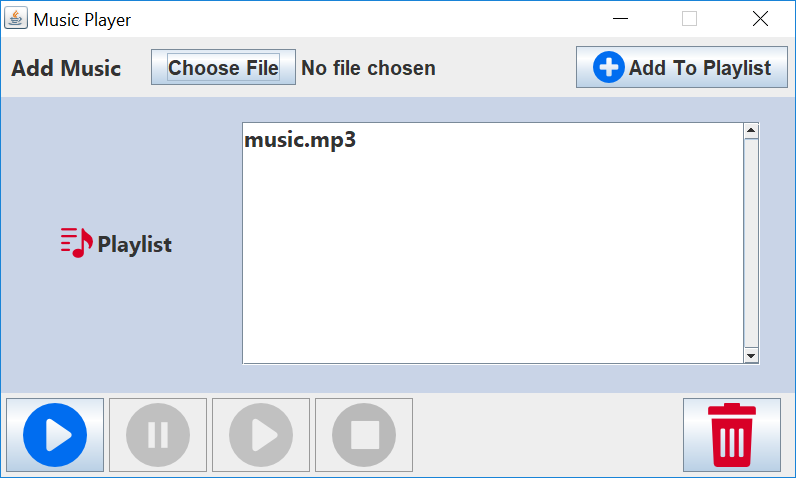 Music Player
Add Music
Choose File
No file chosen
Add To Playlist
music.mp3
Playlist